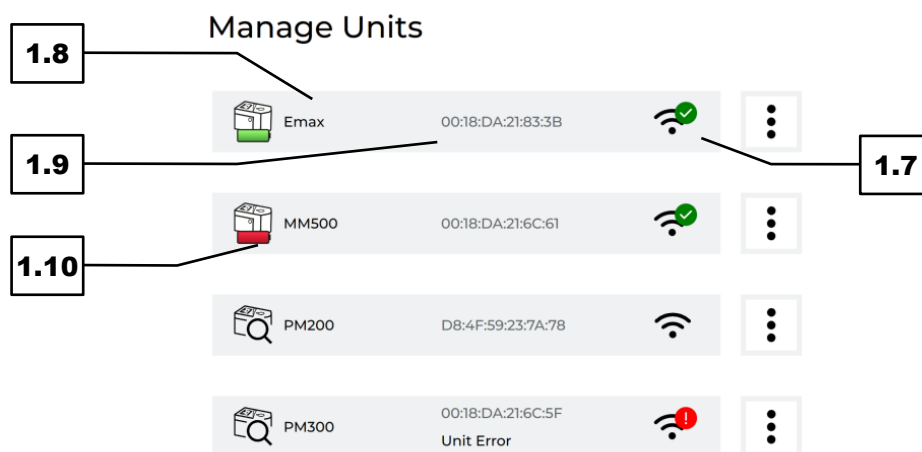 Manage Units
1.8
Emax 00:18:DA:21:83:3B
1.9
1.7
MM500 00:18:DA:21:6C:61
1.10
PM200 D8:4F:59:23:7A:78
PM300 00:18:DA:21:6C:5F
Unit Error